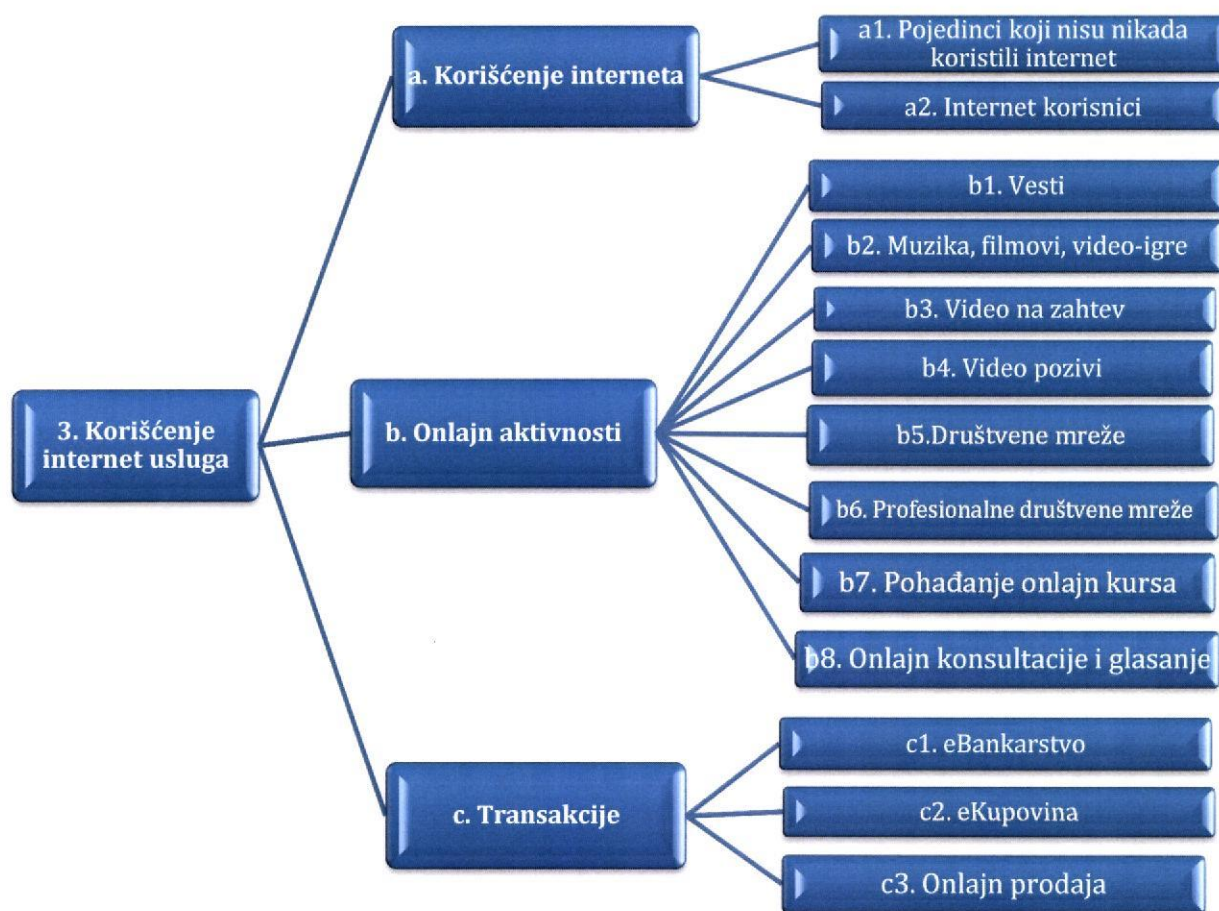 3. Korišćenje
internet usluga
a. Korišćenje interneta
a1. Pojedinci koji nisu nikada
koristili internet
a2. Internet korisnici
b. Onlajn aktivnosti
b1. Vesti
b2. Muzika, filmovi, video-igre
b3. Video na zahtev
b4. Video pozivi
b5.Društvene mreže
b6. Profesionalne društvene mreže
b7. Pohađanje onlajn kursa
b8. Onlajn konsultacije i glasanje
c. Transakcije
c1. eBankarstvo
c2. eKupovina
c3. Onlajn prodaja